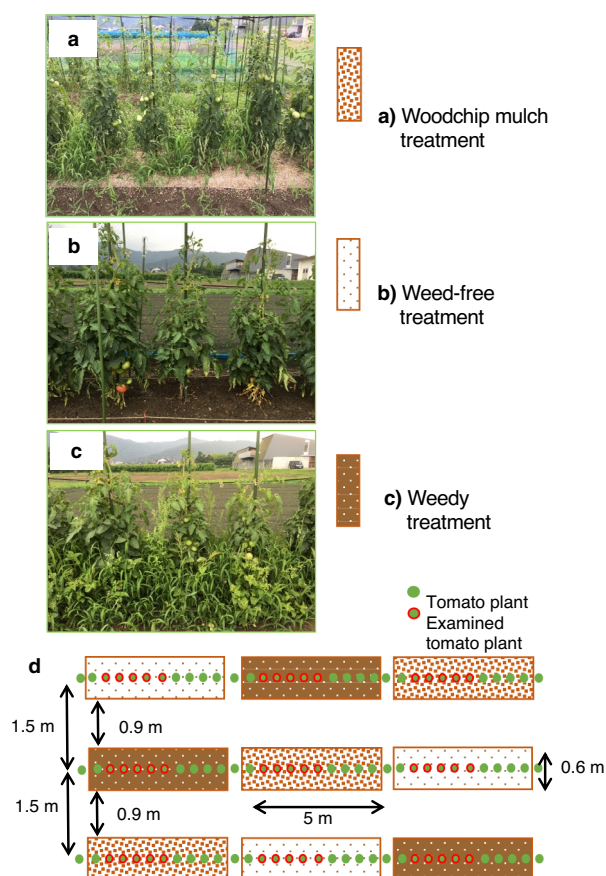 a
a) Woodchip mulch
treatment
b
b) Weed-free
treatment
c
c) Weedy
treatment
Tomato plant
Examined
tomato plant
d
1.5 m
0.9 m
0.6 m
1.5 m
0.9 m
5 m